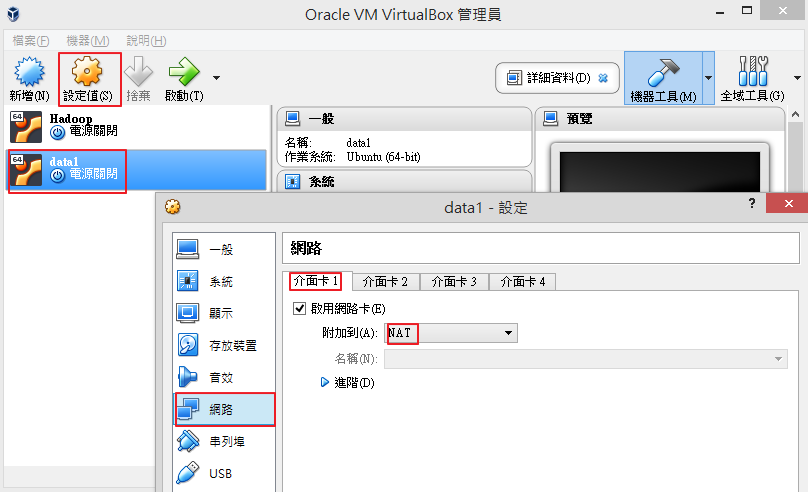 Oracle VM VirtualBox 管理員
檔案(F) 機器(M) 說明(H)
新增(N) 設定值(S) 捨棄 啟動(T) 詳細資料(D) 機器工具(M) 全域工具(G)
64 Hadoop
電源關閉
64 data1
電源關閉
一般
名稱: data1
作業系統: Ubuntu (64-bit)
系統
預覽
data1 - 設定
?
一般
系統
顯示
存放裝置
音效
網路
串列埠
USB
網路
介面卡 1 介面卡 2 介面卡 3 介面卡 4
啟用網路卡(E)
附加到(A): NAT
名稱(N):
進階(D)